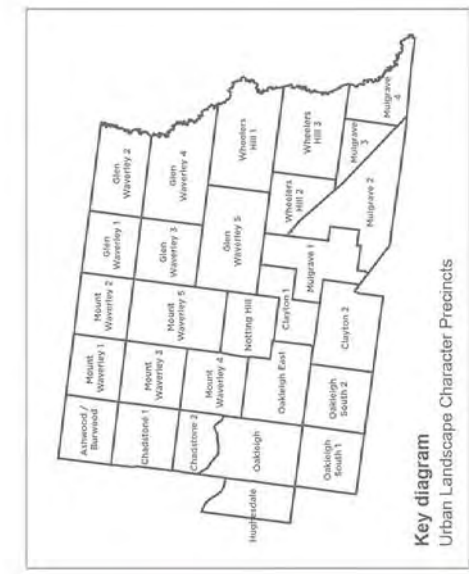 Ashwood /
Burwood
Mount
Waverley 1
Mount
Waverley 2
Glen
Waverley 1
Glen
Waverley 2
Chadstone 1
Mount
Waverley 3
Mount
Waverley 5
Glen
Waverley 3
Glen
Waverley 4
Chadstone 2
Mount
Waverley 4
Notting Hill
Glen
Waverley 5
Wheelers
Hill 1
Hughesdale
Oakleigh
Oakleigh East
Clayton 1
Mulgrave 1
Wheelers
Hill 2
Wheelers
Hill 3
Oakleigh
South 1
Oakleigh
South 2
Clayton 2
Mulgrave 2
Mulgrave
3
Mulgrave
4
Key diagram
Urban Landscape Character Precincts